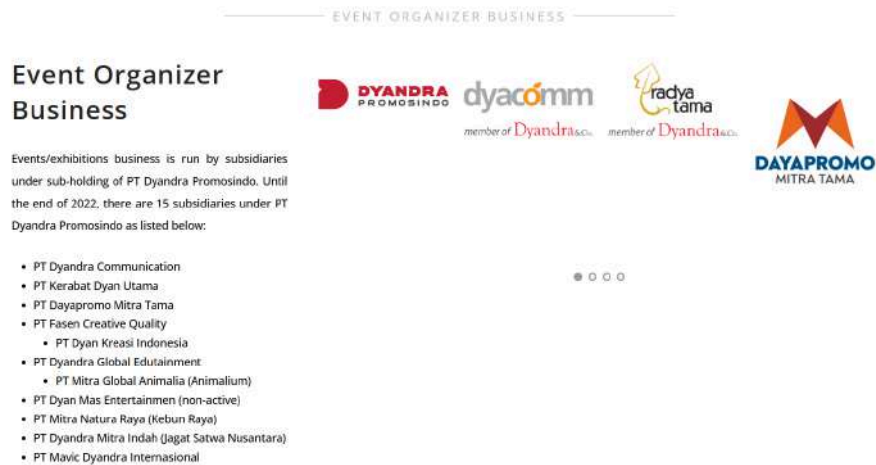 EVENT ORGANIZER BUSINESS
Event Organizer
Business
Events/exhibitions business is run by subsidiaries
under sub-holding of PT Dyandra Promosindo. Until
the end of 2022, there are 15 subsidiaries under PT
Dyandra Promosindo as listed below:
• PT Dyandra Communication
• PT Kerabat Dyan Utama
• PT Dayapromo Mitra Tama
• PT Fasen Creative Quality
• PT Dyan Kreasi Indonesia
• PT Dyandra Global Edutainment
• PT Mitra Global Animalia (Animalium)
• PT Dyan Mas Entertainmen (non-active)
• PT Mitra Natura Raya (Kebun Raya)
• PT Dyandra Mitra Indah (Jagat Satwa Nusantara)
• PT Mavic Dyandra Internasional
DYANDRA
PROMOSINDO
dyacomm
member of Dyandra&Co.
radya
tama
member of Dyandra&Co.
DAYAPROMO
MITRA TAMA